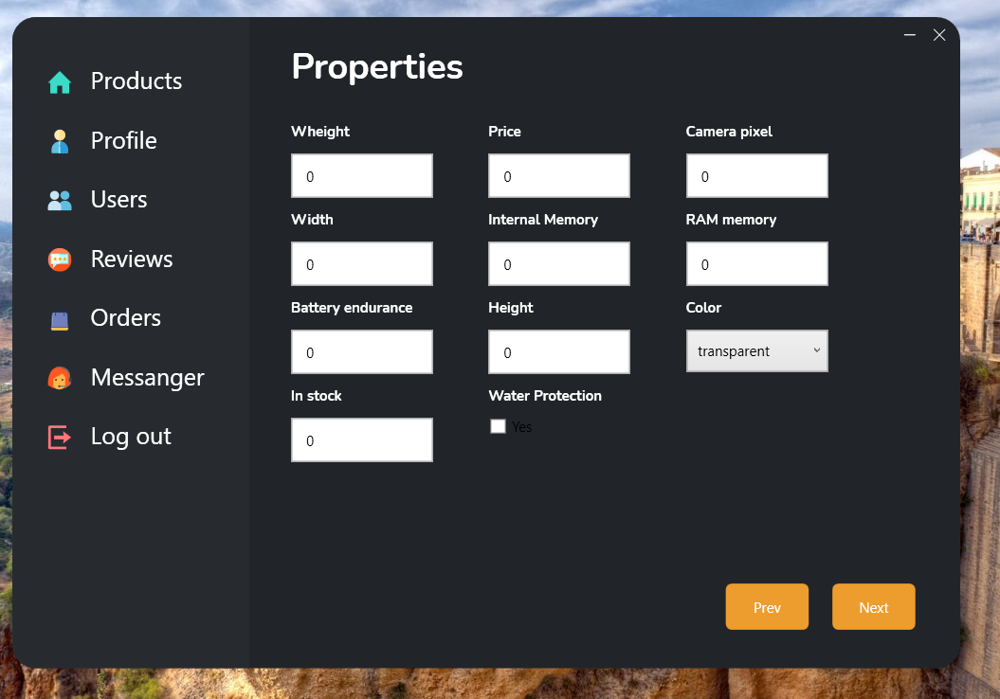 Products
Profile
Users
Reviews
Orders
Messanger
Log out
Properties
Wheight Price Camera pixel
0 0 0
Width Internal Memory RAM memory
0 0 0
Battery endurance Height Color
0 0 transparent
In stock Water Protection
0 Yes
Prev Next